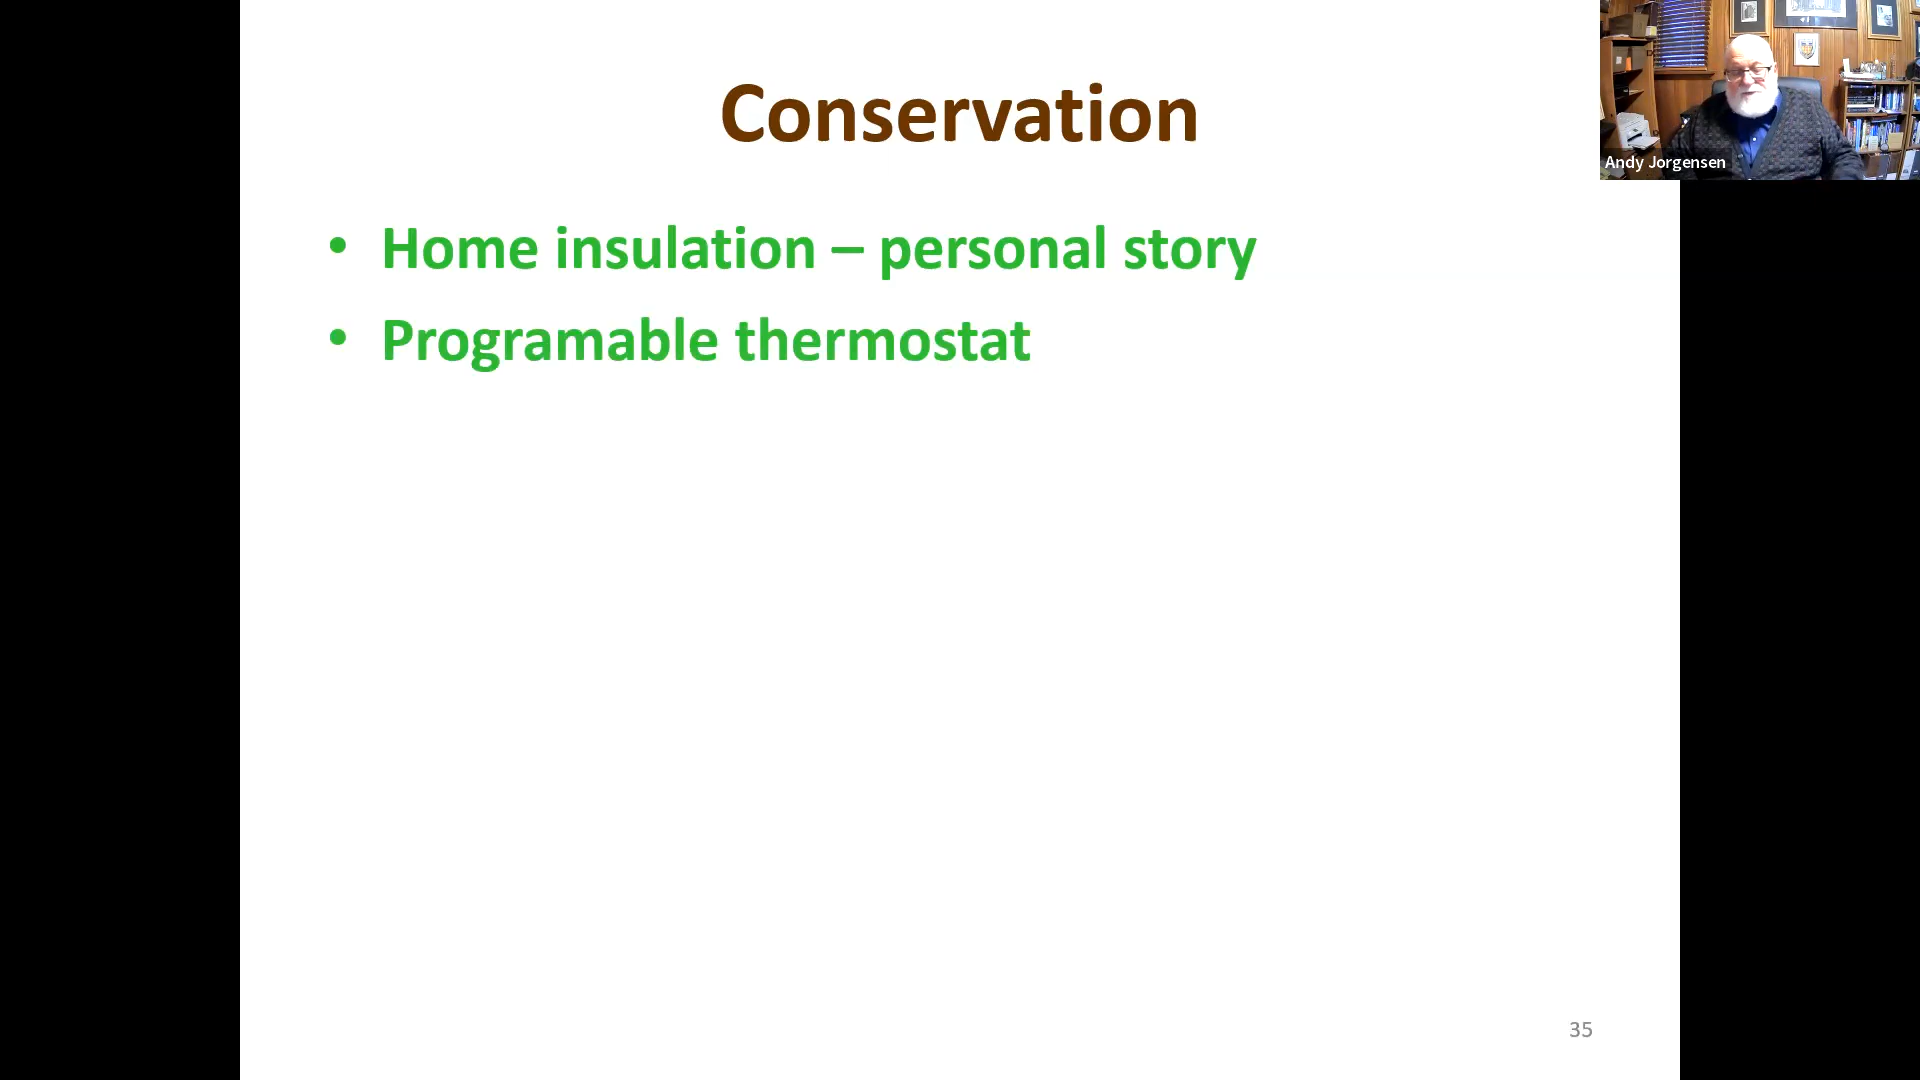 Conservation
• Home insulation – personal story
• Programable thermostat
35
Andy Jorgensen